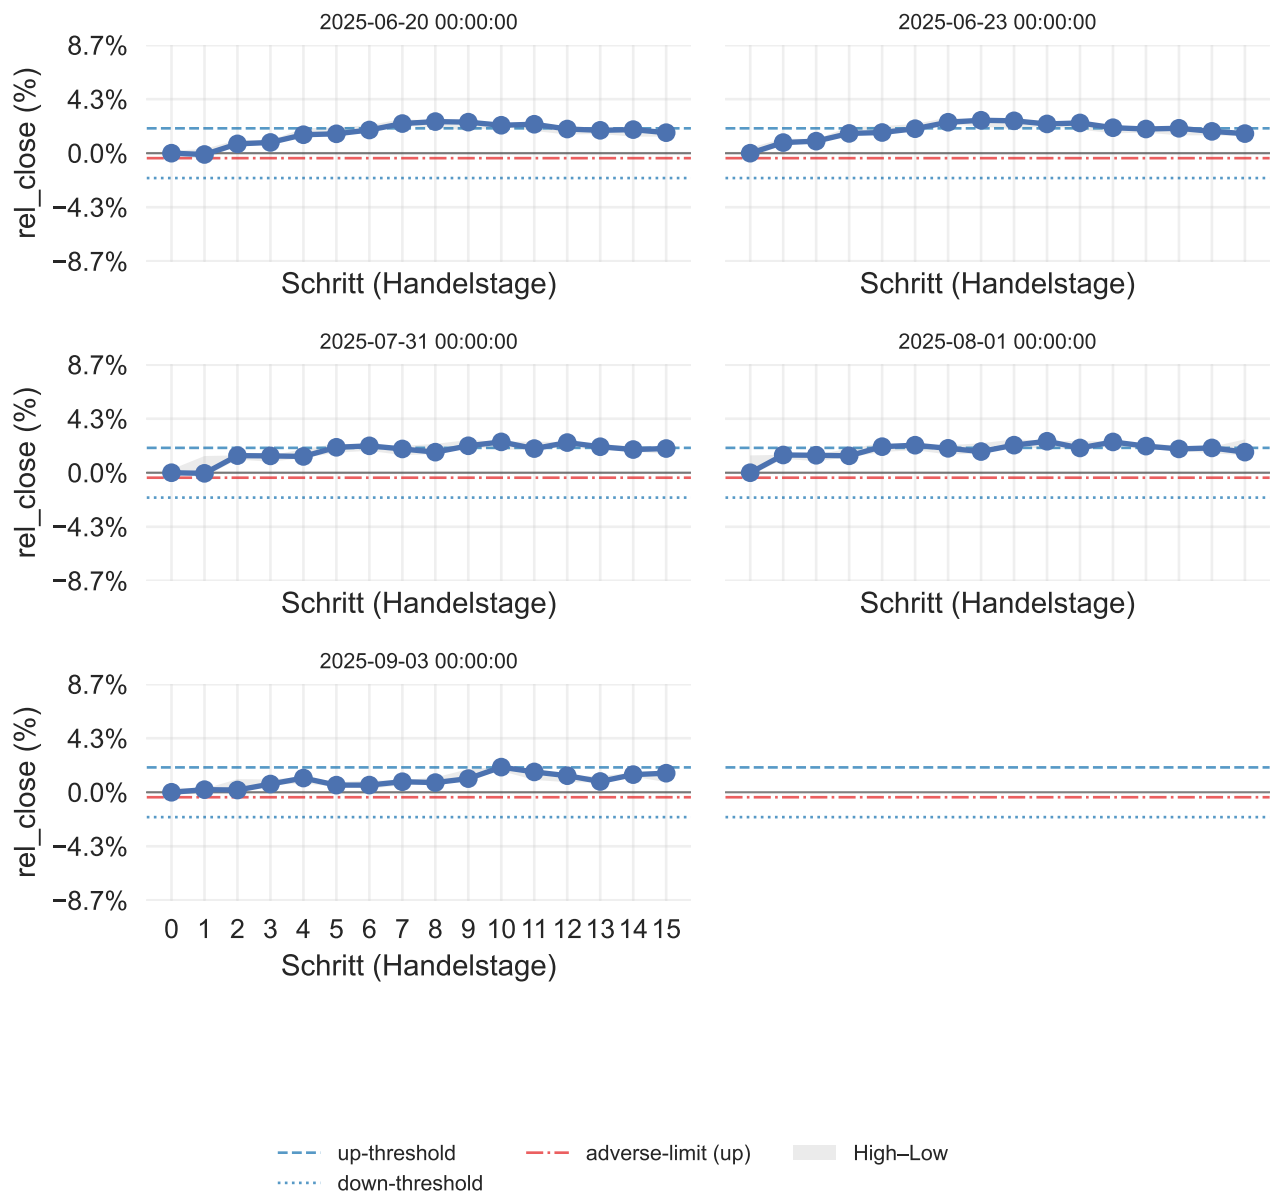 2025-06-20 00:00:00
2025-06-23 00:00:00
8.7%
4.3%
0.0%
−4.3%
−8.7%
rel_close (%)
Schritt (Handelstage)
Schritt (Handelstage)
2025-07-31 00:00:00
2025-08-01 00:00:00
8.7%
4.3%
0.0%
−4.3%
−8.7%
rel_close (%)
Schritt (Handelstage)
Schritt (Handelstage)
2025-09-03 00:00:00
8.7%
4.3%
0.0%
−4.3%
−8.7%
rel_close (%)
0 1 2 3 4 5 6 7 8 9 10 11 12 13 14 15
Schritt (Handelstage)
up-threshold
down-threshold
adverse-limit (up)
High–Low